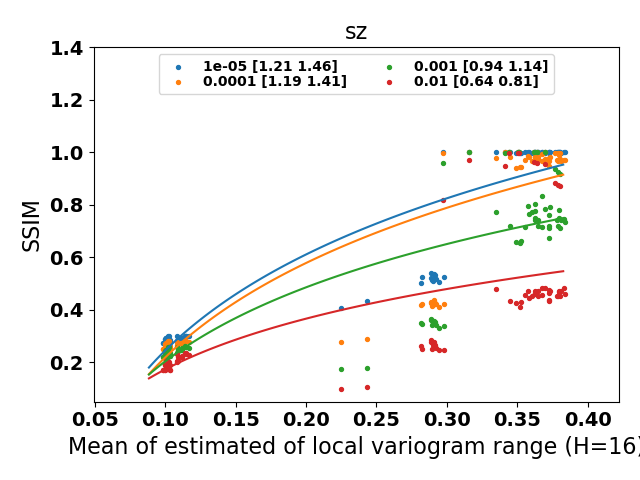 sz
1.4
1e-05 [1.21 1.46]
0.0001 [1.19 1.41]
0.001 [0.94 1.14]
0.01 [0.64 0.81]
1.2
1.0
0.8
0.6
0.4
0.2
SSIM
0.05 0.10 0.15 0.20 0.25 0.30 0.35 0.40
Mean of estimated of local variogram range (H=16)